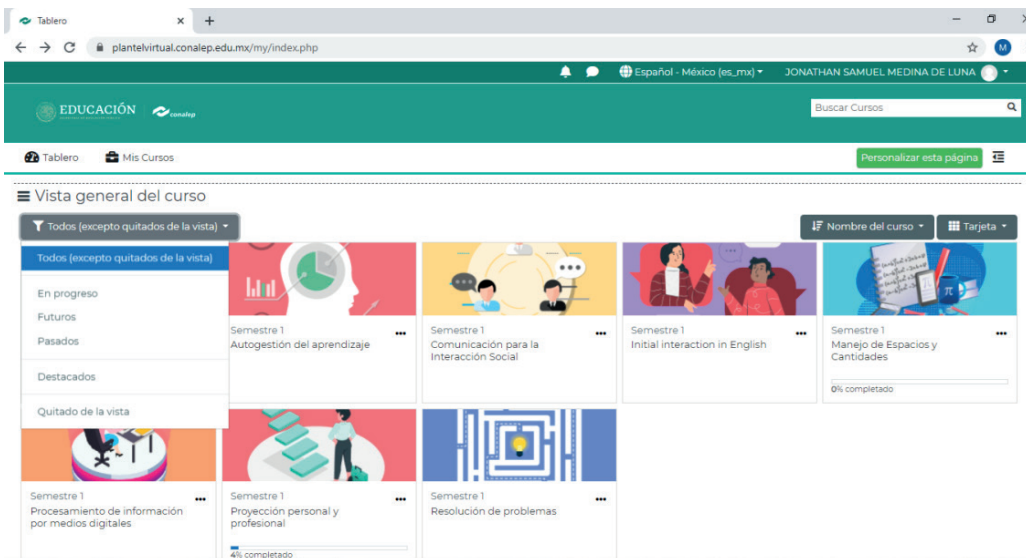 Tablero
plantelvirtual.conalep.edu.mx/my/index.php
M
Español - México (es_mx)
JONATHAN SAMUEL MEDINA DE LUNA
EDUCACIÓN
conalep
Buscar Cursos
Tablero
Mis Cursos
Personalizar esta página
Vista general del curso
Todos (excepto quitados de la vista)
Nombre del curso
Tarjeta
Todos (excepto quitados de la vista)
En progreso
Futuros
Pasados
Destacados
Quitado de la vista
Semestre 1
Autogestión del aprendizaje
Semestre 1
Comunicación para la
Interacción Social
Semestre 1
Initial interaction in English
Semestre 1
Manejo de Espacios y
Cantidades
0% completado
Semestre 1
Procesamiento de información
por medios digitales
Semestre 1
Proyección personal y
profesional
4% completado
Semestre 1
Resolución de problemas